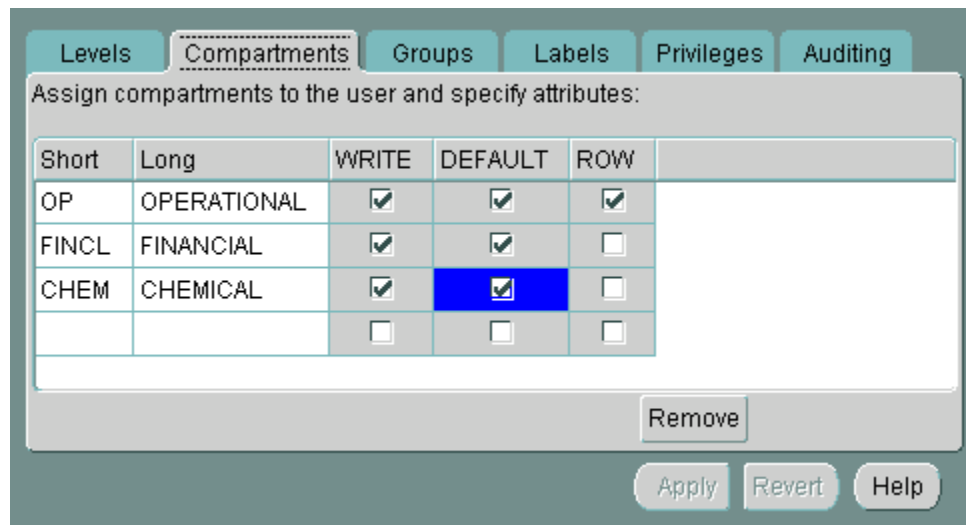 Levels Compartments Groups Labels Privileges Auditing
Assign compartments to the user and specify attributes:
Short Long WRITE DEFAULT ROW
OP OPERATIONAL
FINCL FINANCIAL
CHEM CHEMICAL
Remove
Apply Revert Help